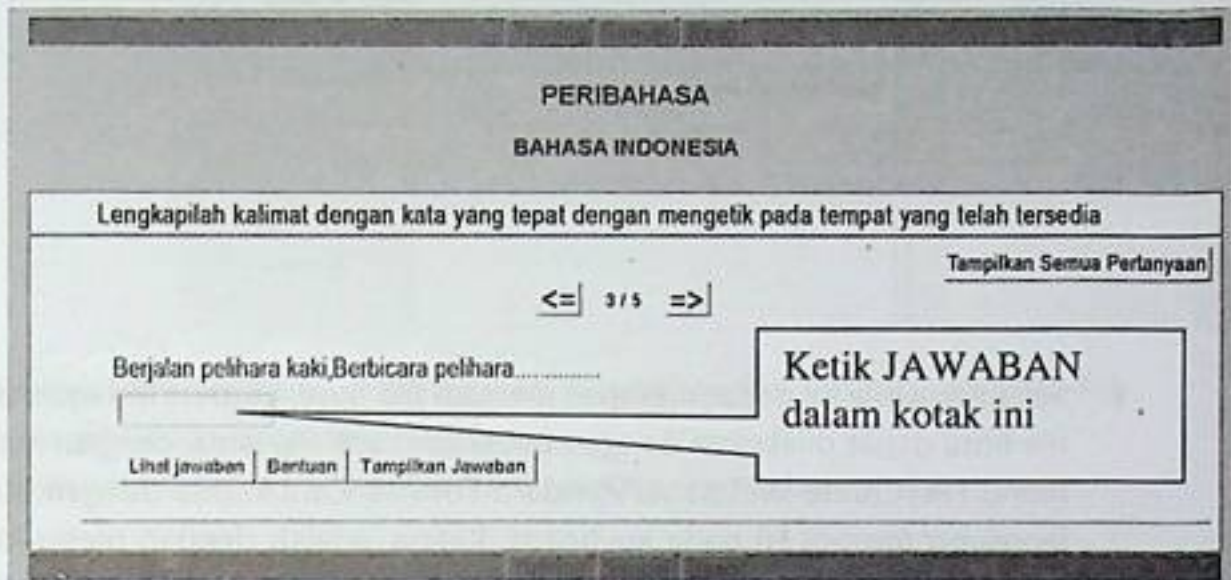 PERIBAHASA
BAHASA INDONESIA
Lengkapilah kalimat dengan kata yang tepat dengan mengetik pada tempat yang telah tersedia
Tampilkan Semua Pertanyaan
<= 3 / 5 =>
Berjalan pelihara kaki,Berbicara pelihara...............
Ketik JAWABAN
dalam kotak ini
Lihat jawaban Bantuan Tampilkan Jawaban